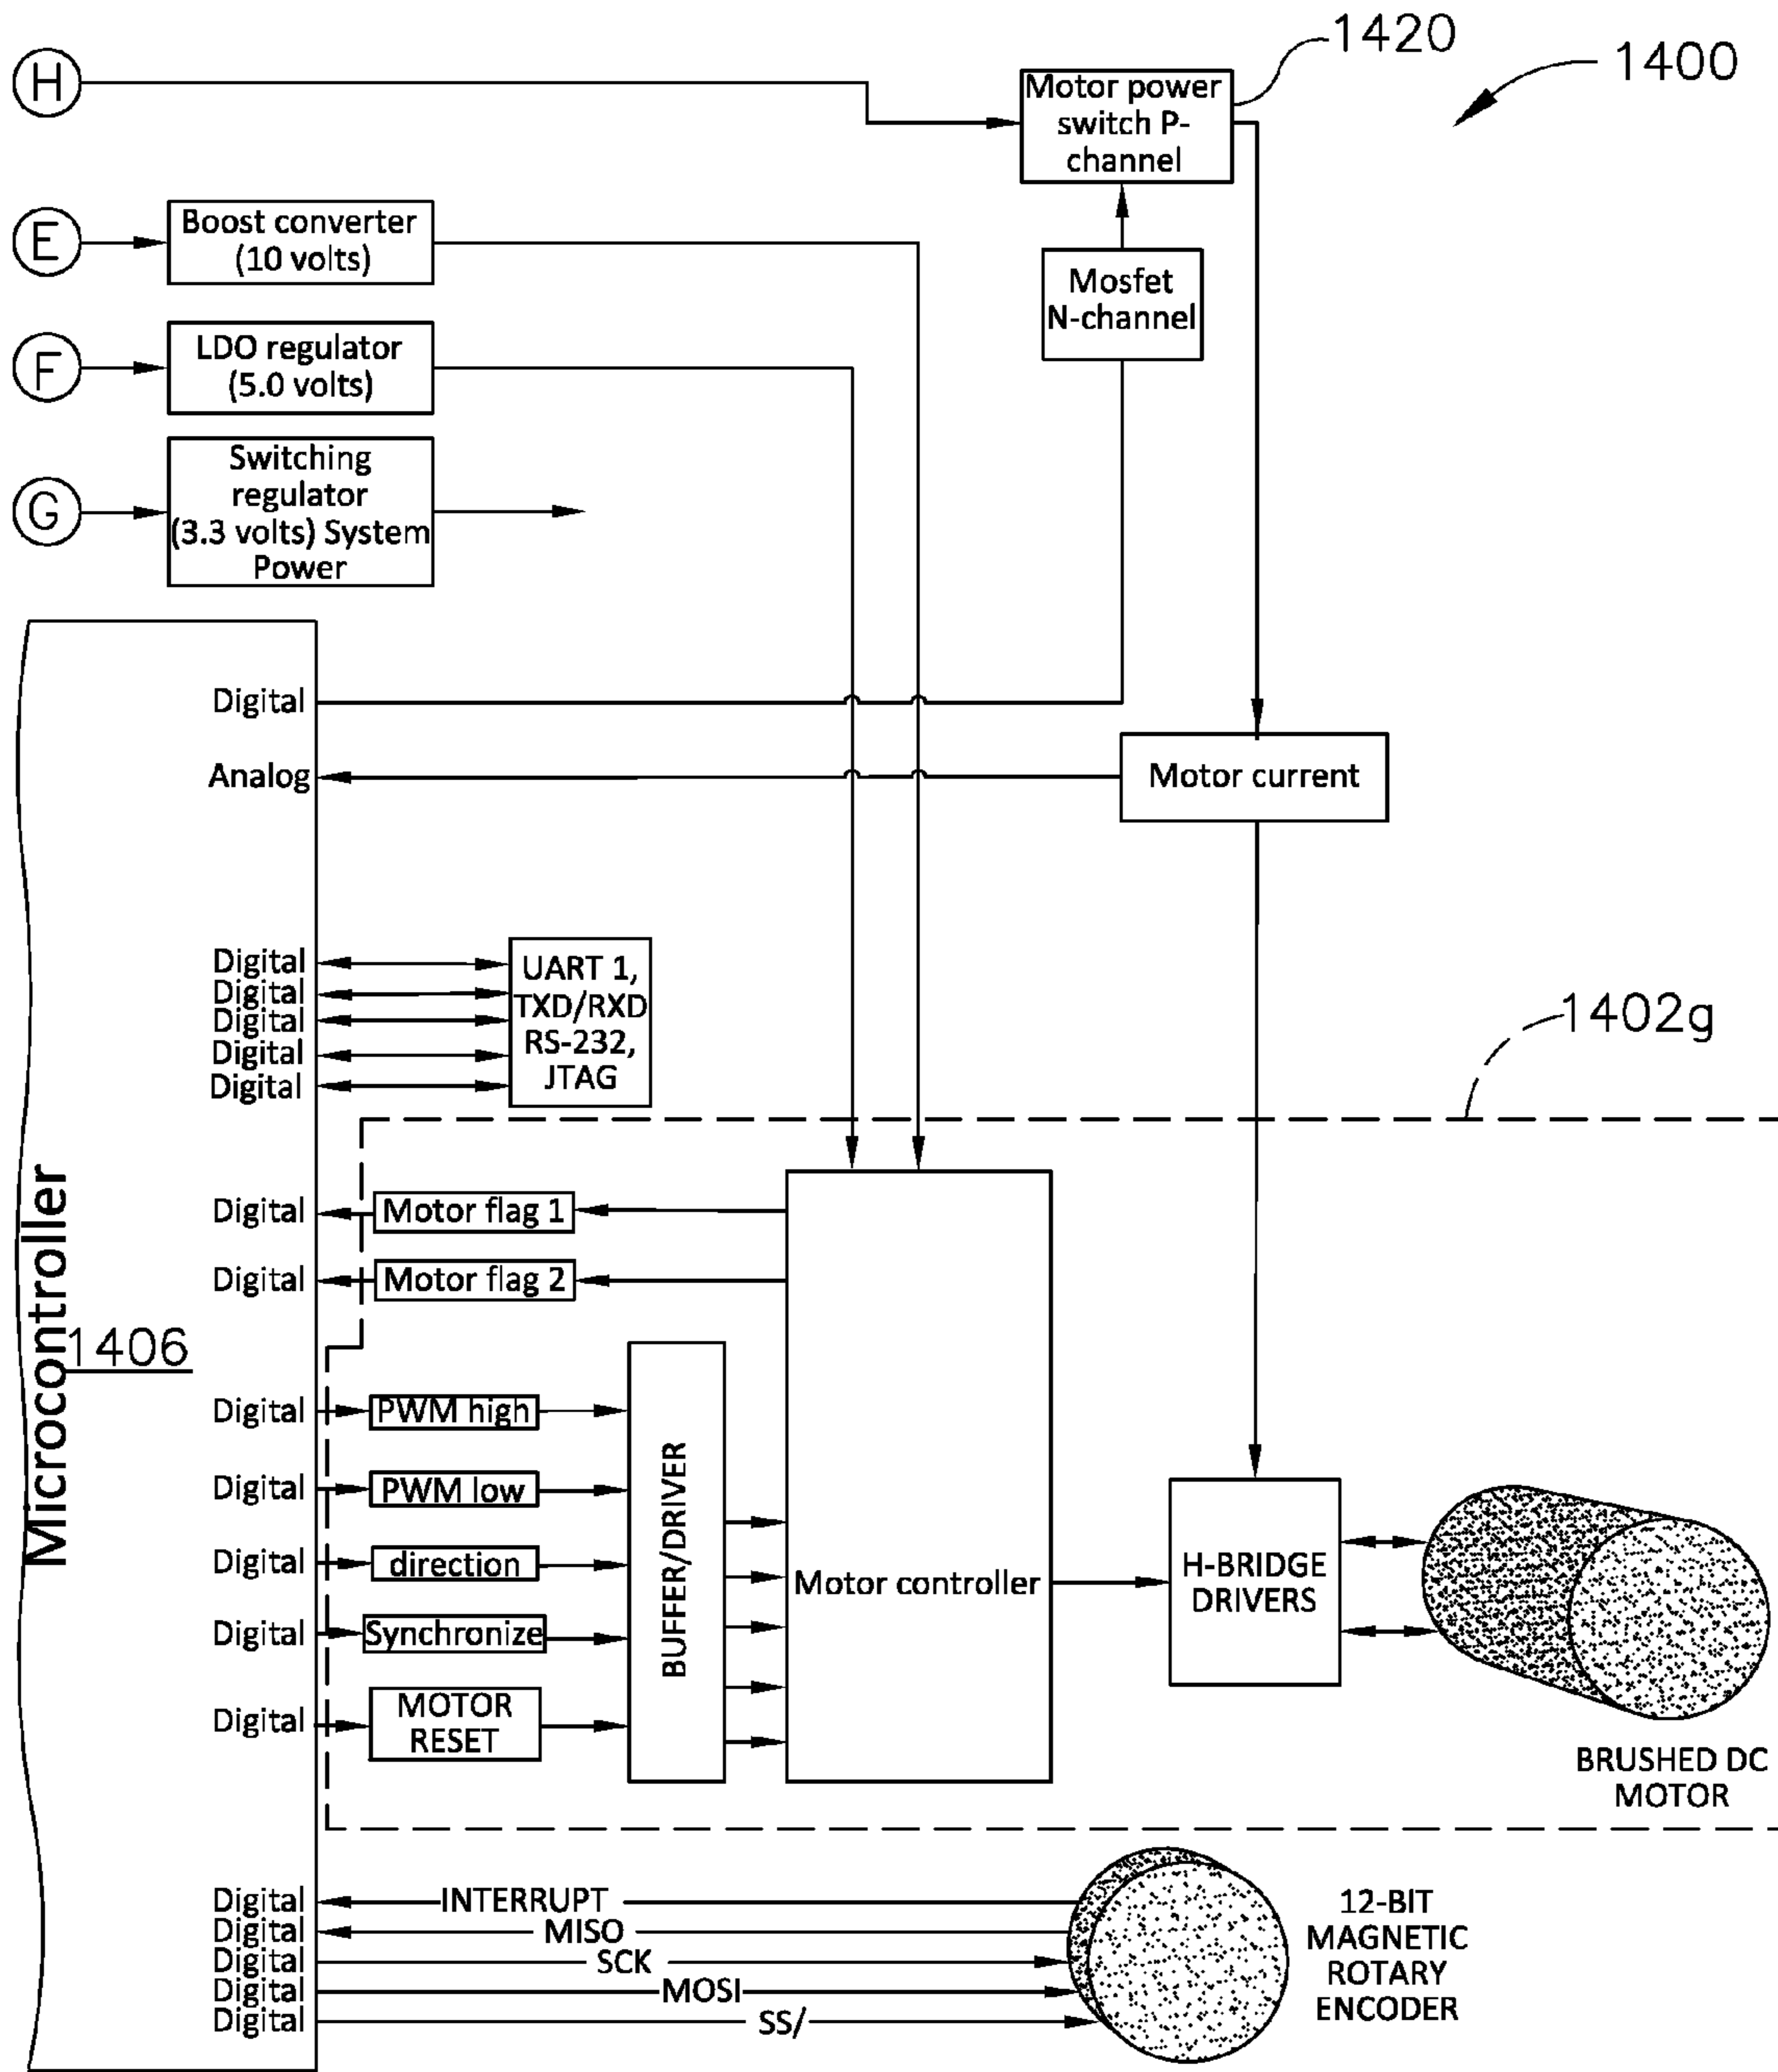 H
Motor power
switch P-
channel
1420
1400
E
Boost converter
(10 volts)
Mosfet
N-channel
F
LDO regulator
(5.0 volts)
G
Switching
regulator
(3.3 volts) System
Power
Microcontroller
1406
Digital
Analog
Motor current
Digital
Digital
Digital
Digital
Digital
UART 1,
TXD/RXD
RS-232,
JTAG
1402g
Digital
Motor flag 1
Digital
Motor flag 2
Digital
PWM high
Digital
PWM low
Digital
direction
Digital
Synchronize
Digital
MOTOR
RESET
BUFFER/DRIVER
Motor controller
H-BRIDGE
DRIVERS
BRUSHED DC
MOTOR
Digital
INTERRUPT
Digital
MISO
Digital
SCK
Digital
MOSI
Digital
SS/
12-BIT
MAGNETIC
ROTARY
ENCODER